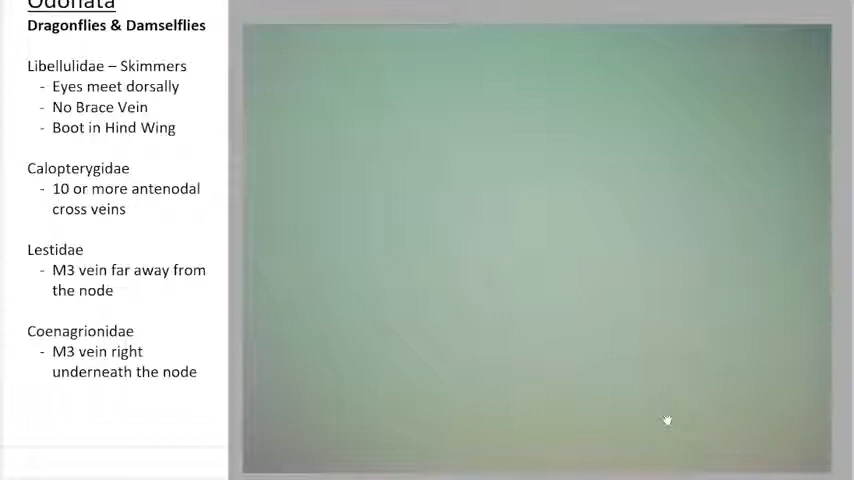 Odonata
Dragonflies & Damselflies
Libellulidae – Skimmers
- Eyes meet dorsally
- No Brace Vein
- Boot in Hind Wing
Calopterygidae
- 10 or more antenodal
cross veins
Lestidae
- M3 vein far away from
the node
Coenagrionidae
- M3 vein right
underneath the node